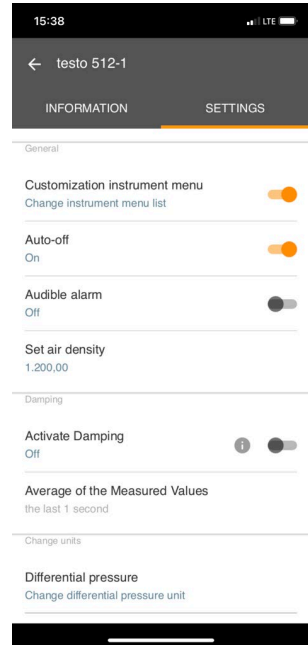 15:38
LTE
testo 512-1
INFORMATION
SETTINGS
General
Customization instrument menu
Change instrument menu list
Auto-off
On
Audible alarm
Off
Set air density
1.200,00
Damping
Activate Damping
Off
Average of the Measured Values
the last 1 second
Change units
Differential pressure
Change differential pressure unit